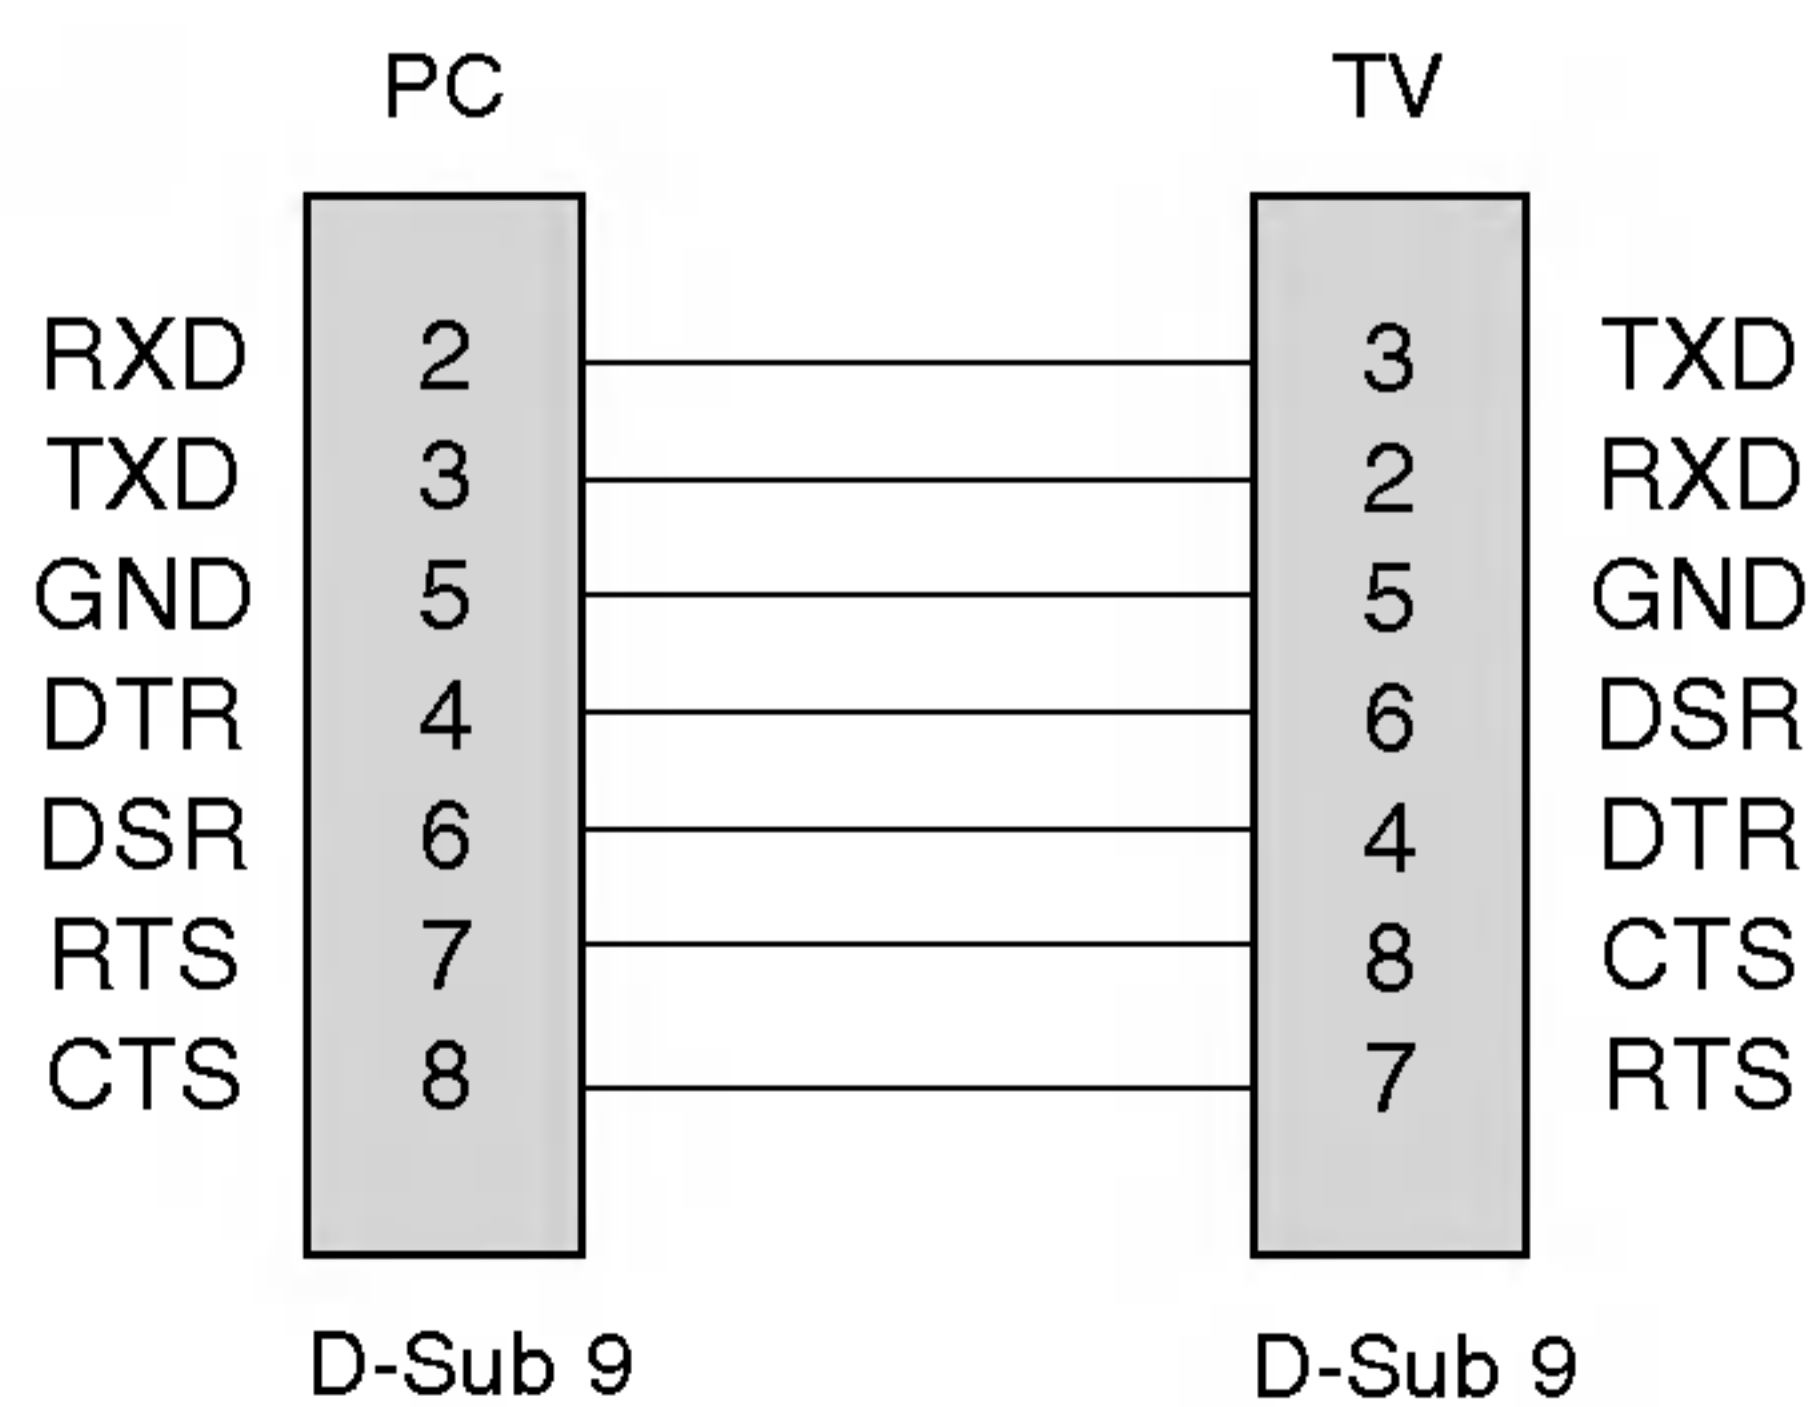 PC TV
RXD 2 3 TXD
TXD 3 2 RXD
GND 5 5 GND
DTR 4 6 DSR
DSR 6 4 DTR
RTS 7 8 CTS
CTS 8 7 RTS
D-Sub 9 D-Sub 9